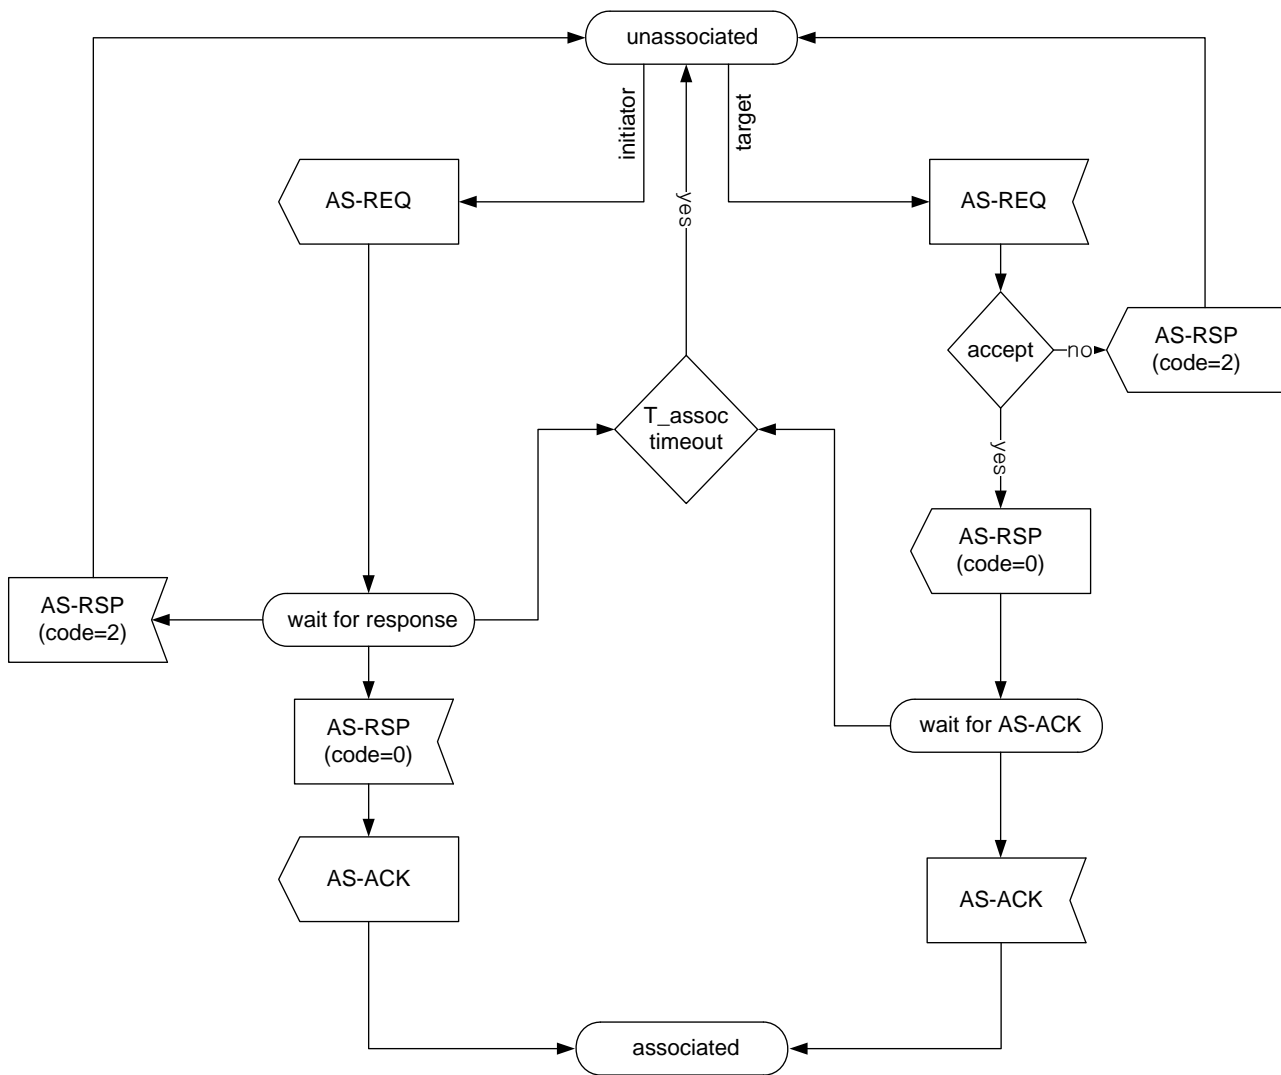 unassociated
initiator
yes
target
AS-REQ
AS-REQ
accept
no
AS-RSP
(code=2)
T_assoc
timeout
yes
AS-RSP
(code=0)
AS-RSP
(code=2)
wait for response
AS-RSP
(code=0)
wait for AS-ACK
AS-ACK
AS-ACK
associated